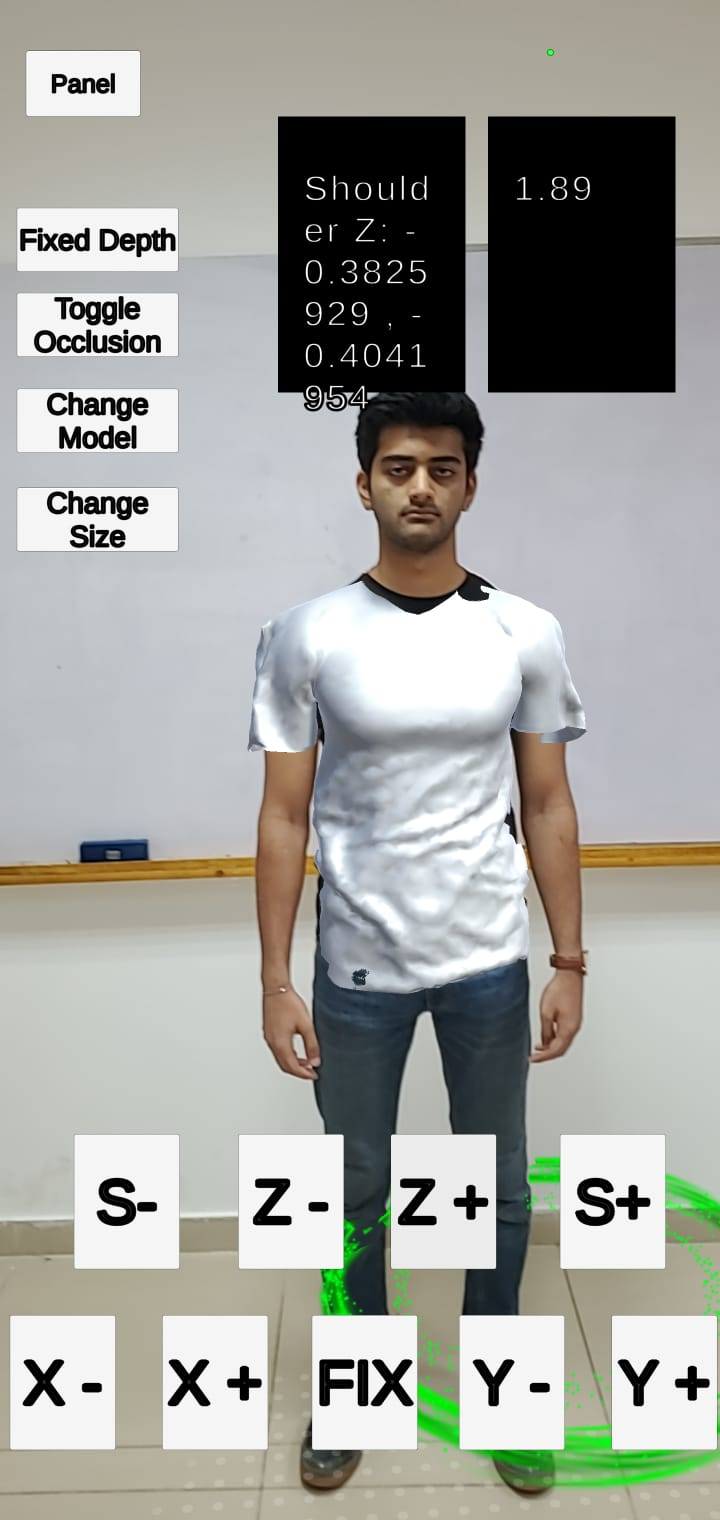 Panel
Should
er Z: -
0.3825
929 , -
0.4041
954
1.89
Fixed Depth
Toggle
Occlusion
Change
Model
Change
Size
S-
Z -
Z +
S+
X -
X +
FIX
Y -
Y +